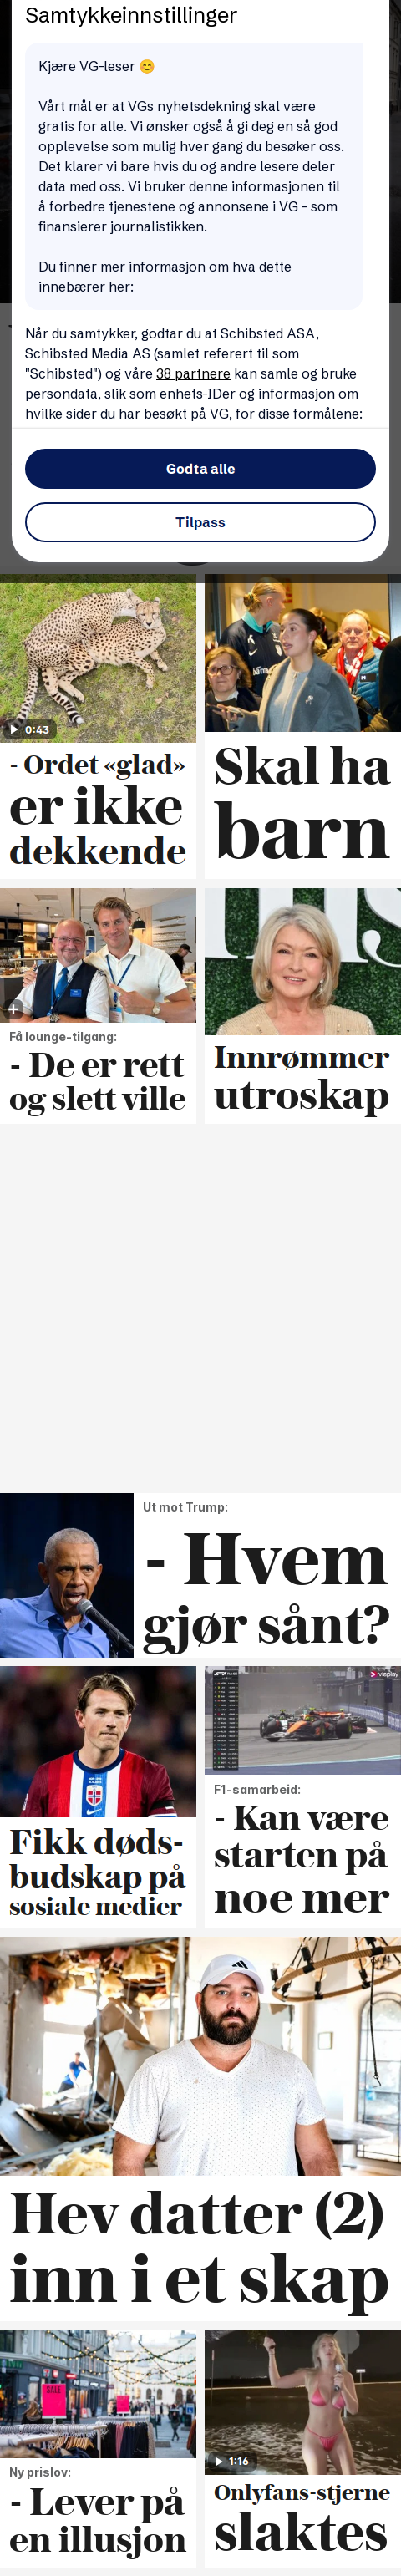 Samtykkeinnstillinger
Kjære VG-leser 😊
Vårt mål er at VGs nyhetsdekning skal være
gratis for alle. Vi ønsker også å gi deg en så god
opplevelse som mulig hver gang du besøker oss.
Det klarer vi bare hvis du og andre lesere deler
data med oss. Vi bruker denne informasjonen til
å forbedre tjenestene og annonsene i VG - som
finansierer journalistikken.
Du finner mer informasjon om hva dette
innebærer her:
Når du samtykker, godtar du at Schibsted ASA,
Schibsted Media AS (samlet referert til som
"Schibsted") og våre 38 partnere kan samle og bruke
persondata, slik som enhets-IDer og informasjon om
hvilke sider du har besøkt på VG, for disse formålene:
Godta alle
Tilpass
0:43
- Ordet «glad»
er ikke
dekkende
Skal ha
barn
Få lounge-tilgang:
- De er rett
og slett ville
Innrømmer
utroskap
Ut mot Trump:
- Hvem
gjør sånt?
Fikk døds-
budskap på
sosiale medier
viaplay
F1-samarbeid:
- Kan være
starten på
noe mer
Hev datter (2)
inn i et skap
SALE
Ny prislov:
- Lever på
en illusjon
1:16
Onlyfans-stjerne
slaktes